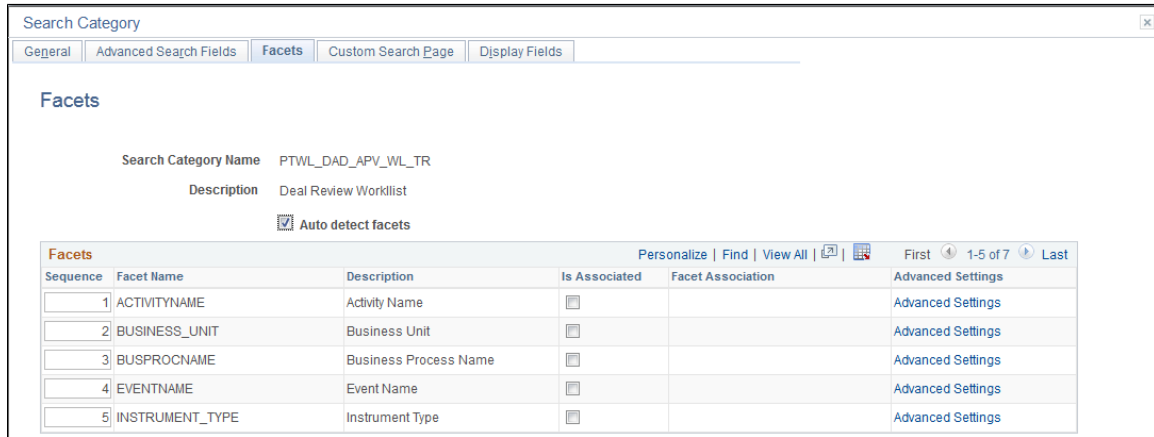 Search Category
General Advanced Search Fields Facets Custom Search Page Display Fields
Facets
Search Category Name PTWL_DAD_APV_WL_TR
Description Deal Review Workllist
Auto detect facets
Facets Personalize | Find | View All | | First 1-5 of 7 Last
Sequence Facet Name Description Is Associated Facet Association Advanced Settings
1 ACTIVITYNAME Activity Name Advanced Settings
2 BUSINESS_UNIT Business Unit Advanced Settings
3 BUSPROCNAME Business Process Name Advanced Settings
4 EVENTNAME Event Name Advanced Settings
5 INSTRUMENT_TYPE Instrument Type Advanced Settings